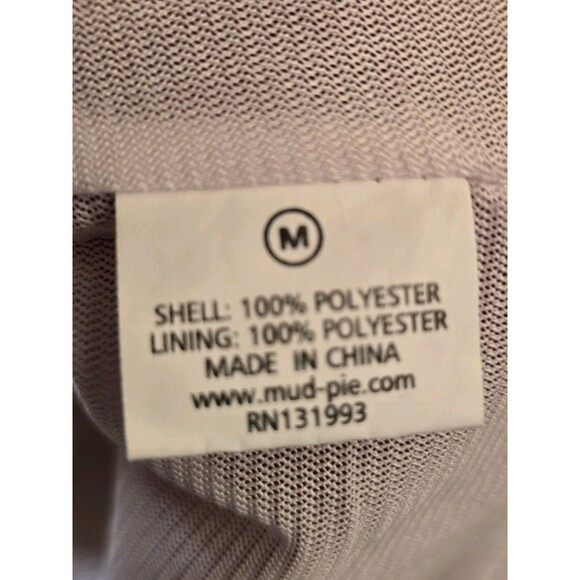 M
SHELL: 100% POLYESTER
LINING: 100% POLYESTER
MADE IN CHINA
www.mud-pie.com
RN131993